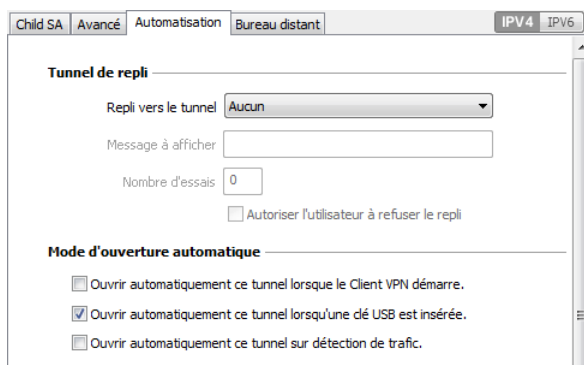 Child SA Avancé Automatisation Bureau distant IPV4 IPV6
Tunnel de repli
Repli vers le tunnel Aucun
Message à afficher
Nombre d'essais 0
Autoriser l'utilisateur à refuser le repli
Mode d'ouverture automatique
Ouvrir automatiquement ce tunnel lorsque le Client VPN démarre.
Ouvrir automatiquement ce tunnel lorsqu'une clé USB est insérée.
Ouvrir automatiquement ce tunnel sur détection de trafic.